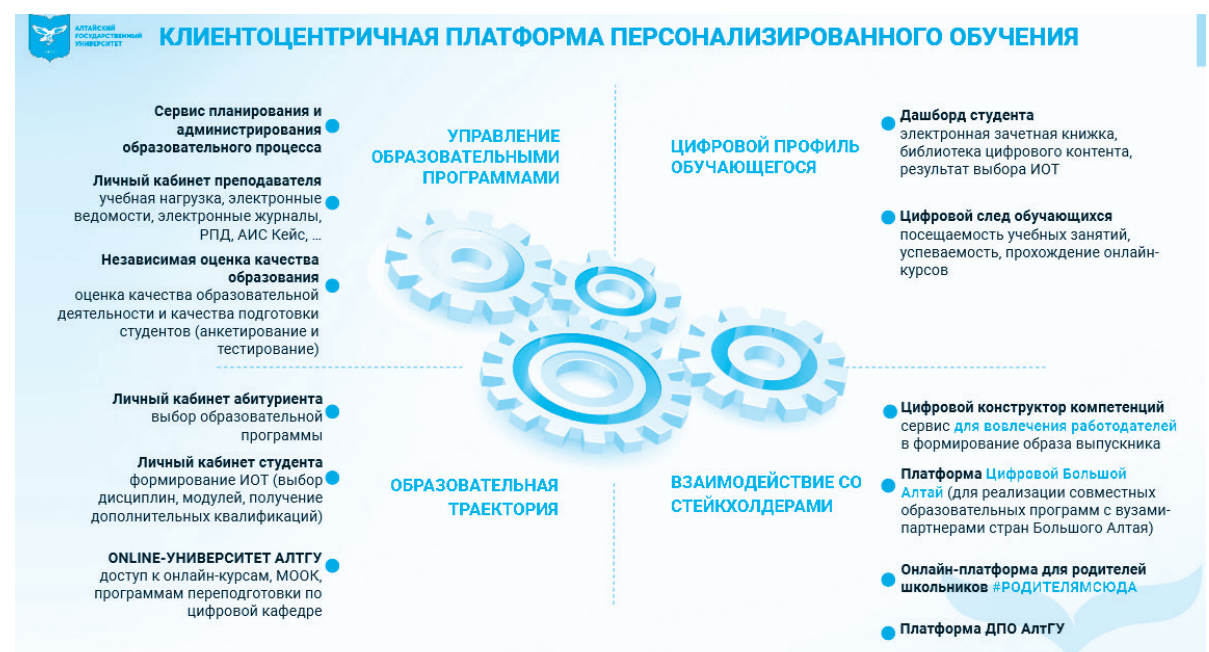 АЛТАЙСКИЙ
ГОСУДАРСТВЕННЫЙ
УНИВЕРСИТЕТ
КЛИЕНТОЦЕНТРИЧНАЯ ПЛАТФОРМА ПЕРСОНАЛИЗИРОВАННОГО ОБУЧЕНИЯ
Сервис планирования и
администрирования
образовательного процесса
Личный кабинет преподавателя
учебная нагрузка, электронные
ведомости, электронные журналы,
РПД, АИС Кейс, ...
Независимая оценка качества
образования
оценка качества образовательной
деятельности и качества подготовки
студентов (анкетирование и
тестирование)
УПРАВЛЕНИЕ
ОБРАЗОВАТЕЛЬНЫМИ
ПРОГРАММАМИ
ЦИФРОВОЙ ПРОФИЛЬ
ОБУЧАЮЩЕГОСЯ
Дашборд студента
электронная зачетная книжка,
библиотека цифрового контента,
результат выбора ИОТ
Цифровой след обучающихся
посещаемость учебных занятий,
успеваемость, прохождение онлайн-
курсов
Личный кабинет абитуриента
выбор образовательной
программы
Личный кабинет студента
формирование ИОТ (выбор
дисциплин, модулей, получение
дополнительных квалификаций)
ONLINE-УНИВЕРСИТЕТ АЛТГУ
доступ к онлайн-курсам, МООК,
программам переподготовки по
цифровой кафедре
ОБРАЗОВАТЕЛЬНАЯ
ТРАЕКТОРИЯ
ВЗАИМОДЕЙСТВИЕ СО
СТЕЙКХОЛДЕРАМИ
Цифровой конструктор компетенций
сервис для вовлечения работодателей
в формирование образа выпускника
Платформа Цифровой Большой
Алтай (для реализации совместных
образовательных программ с вузами-
партнерами стран Большого Алтая)
Онлайн-платформа для родителей
школьников #РОДИТЕЛЯМСЮДА
Платформа ДПО АлтГУ